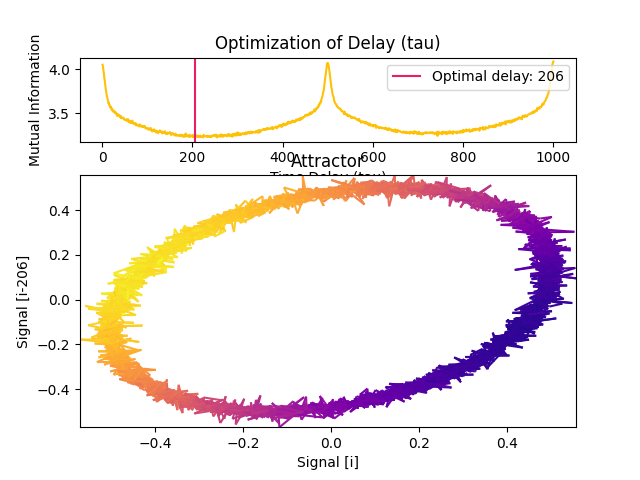 Optimization of Delay (tau)
Mutual Information
4.0
3.5
Optimal delay: 206
0 200 400 600 800 1000
Time Delay (tau)
Attractor
Signal [i-206]
0.4
0.2
0.0
−0.2
−0.4
−0.4 −0.2 0.0 0.2 0.4
Signal [i]